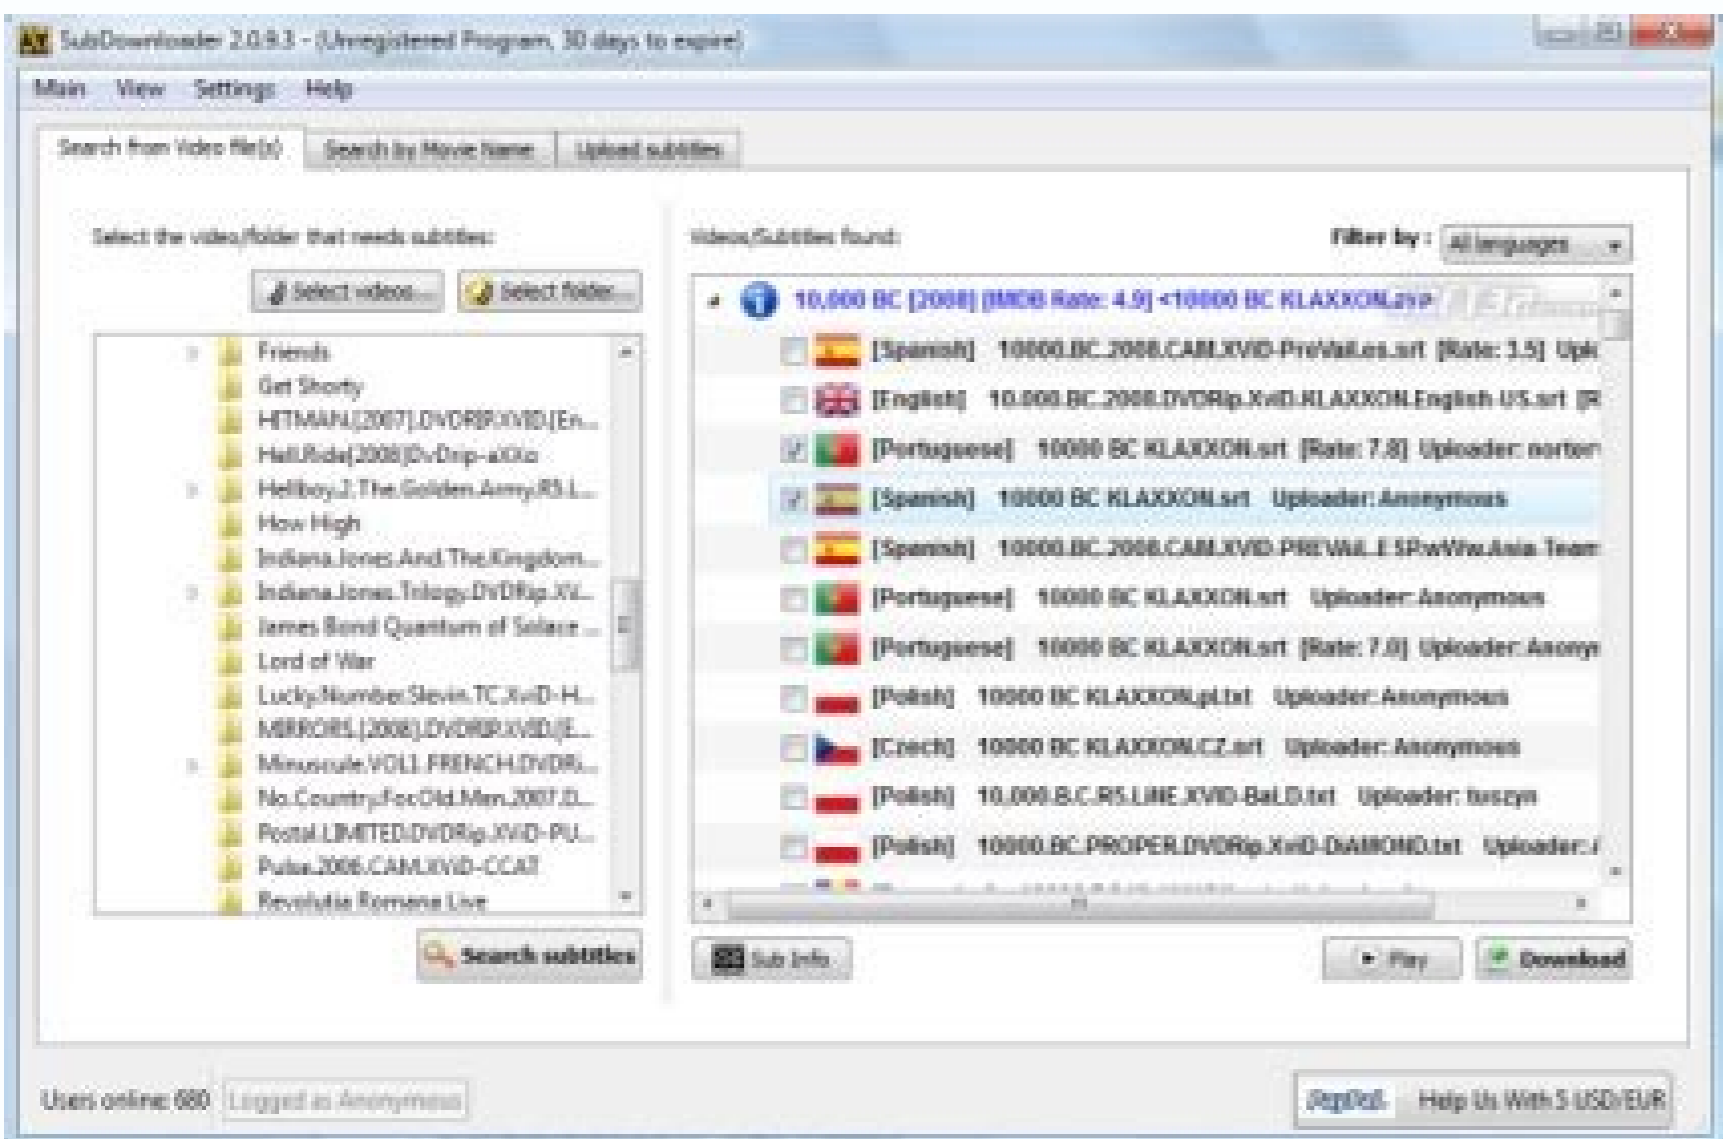 SubDownloader 2.0.9.3 - (Unregistered Program, 30 days to expire)
Main View Settings Help
Search from Video file(s) Search by Movie Name Upload subtitles
Select the video/folder that needs subtitles:
Select videos... Select folder...
Friends
Get Shorty
HITMAN.[2007].DVDRIP.XVID.[En...
Hell.Ride[2008]DvDrip-aXXo
Hellboy.2.The.Golden.Army.R5.L...
How High
Indiana.Jones.And.The.Kingdom...
Indiana.Jones.Trilogy.DVDRip.XV...
James Bond Quantum of Solace ...
Lord of War
Lucky.Number.Slevin.TC.XviD-H...
MIRRORS.[2008].DVDRIP.XVID.[E...
Minuscule.VOL1.FRENCH.DVDRi...
No.Country.For.Old.Men.2007.D...
Postal.LIMITED.DVDRip.XViD-PU...
Pulse.2006.CAM.XViD-CCAT
Revolutia Romana Live
Search subtitles
Videos/Subtitles found:
Filter by : All languages
10,000 BC [2008] [IMDB Rate: 4.9] <10000 BC KLAXXON.avi>
[Spanish] 10000.BC.2008.CAM.XViD-PreVail.es.srt [Rate: 3.5] Uplo
[English] 10.000.BC.2008.DVDRip.XviD.KLAXXON.English-US.srt [R
[Portuguese] 10000 BC KLAXXON.srt [Rate: 7.8] Uploader: norter
[Spanish] 10000 BC KLAXXON.srt Uploader: Anonymous
[Spanish] 10000.BC.2008.CAM.XViD-PREVAiL.ESP.wWw.Asia-Team
[Portuguese] 10000 BC KLAXXON.srt Uploader: Anonymous
[Portuguese] 10000 BC KLAXXON.srt [Rate: 7.0] Uploader: Anony
[Polish] 10000 BC KLAXXON.pl.txt Uploader: Anonymous
[Czech] 10000 BC KLAXXON.CZ.srt Uploader: Anonymous
[Polish] 10,000.B.C.R5.LiNE.XViD-BaLD.txt Uploader: tuszyn
[Polish] 10000.BC.PROPER.DVDRip.XviD-DiAMOND.txt Uploader: A
Sub Info
Play Download
Users online: 680 Logged as Anonymous
PayPal Help Us With 5 USD/EUR